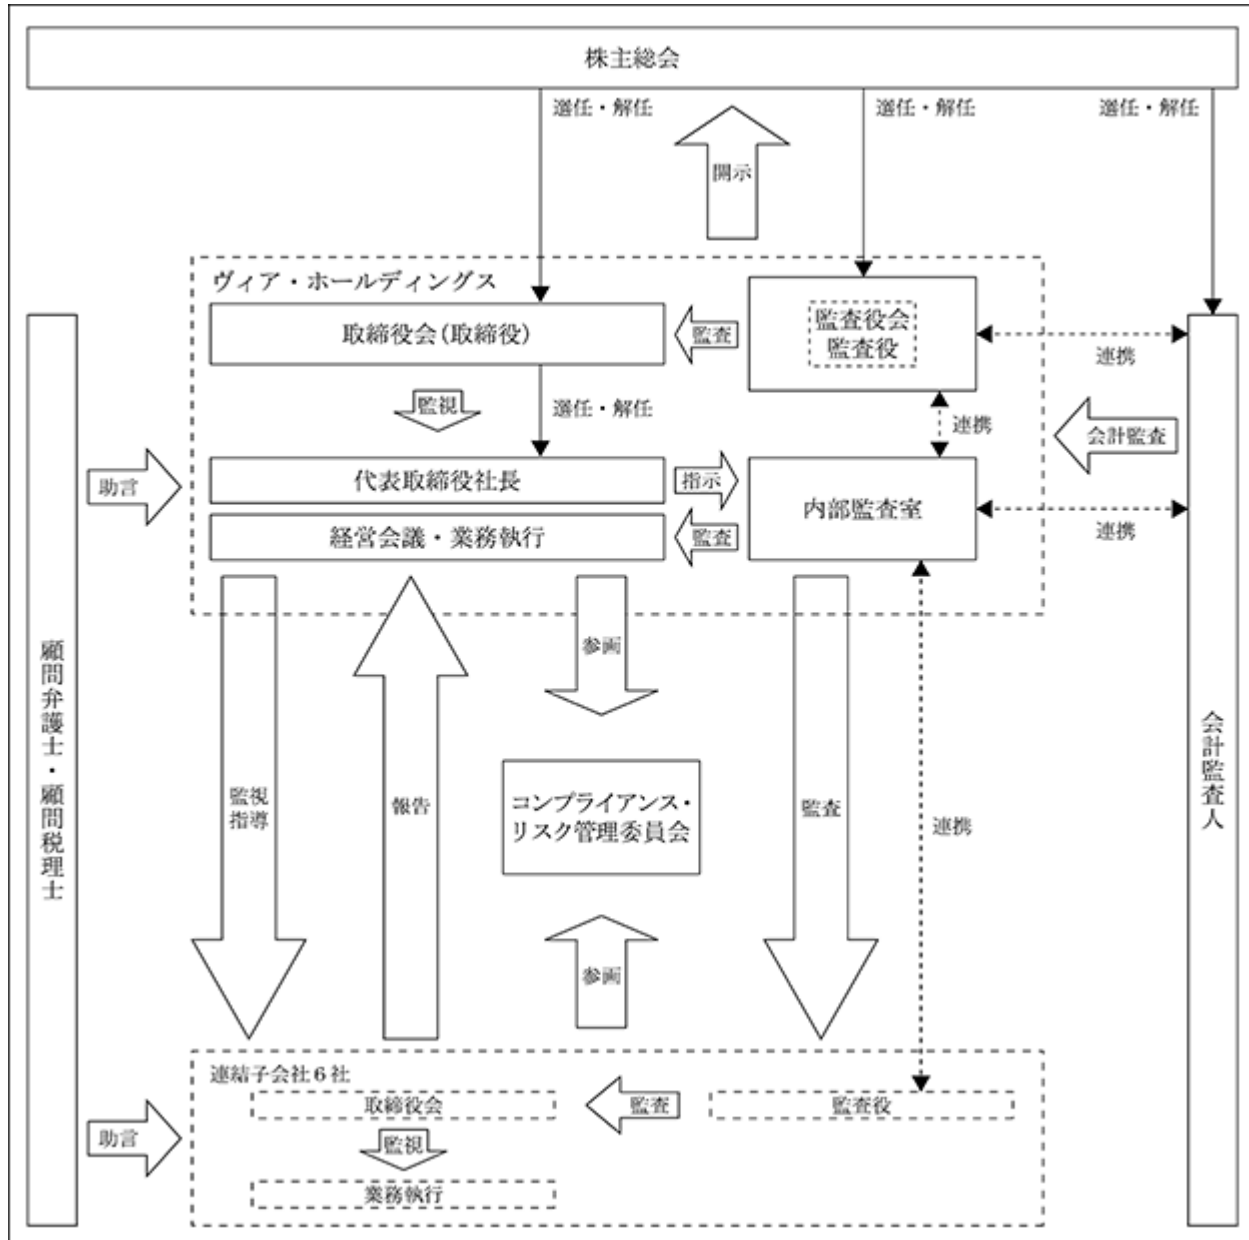 株主総会
選任・解任
選任・解任
選任・解任
開示
ヴィア・ホールディングス
取締役会(取締役)
監査
監査役会
監査役
連携
監視
選任・解任
連携
会計監査
助言
代表取締役社長
指示
内部監査室
経営会議・業務執行
監査
連携
顧問弁護士・顧問税理士
会計監査人
参画
監視
指導
報告
コンプライアンス・
リスク管理委員会
監査
連携
参画
連結子会社6社
取締役会
監査
監査役
助言
監視
業務執行